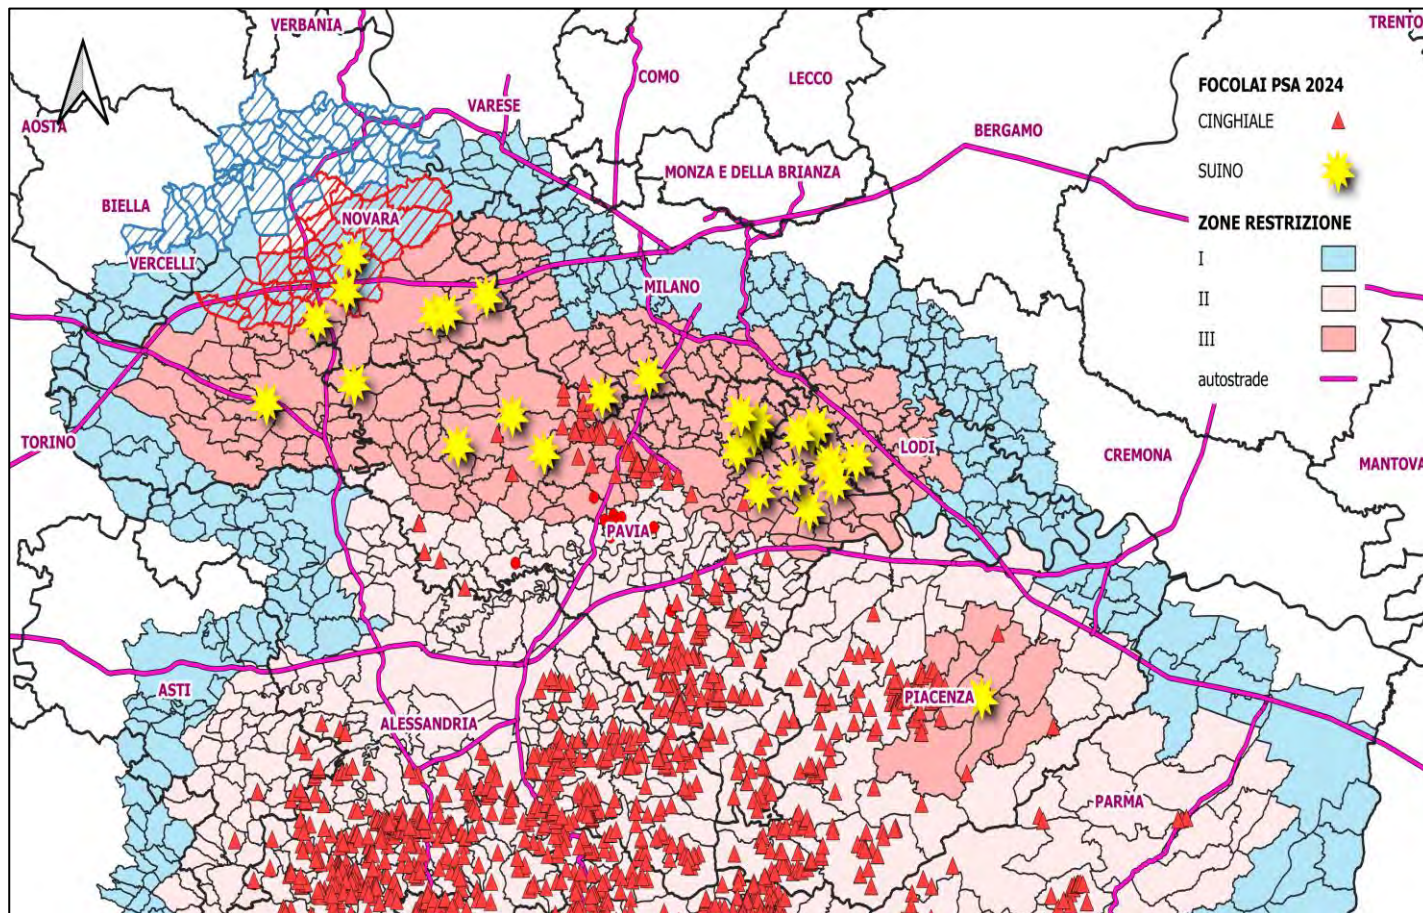 VERBANIA
TRENTO
COMO
LECCO
FOCOLAI PSA 2024
VARESE
CINGHIALE
AOSTA
BERGAMO
MONZA E DELLA BRIANZA
SUINO
BIELLA
NOVARA
ZONE RESTRIZIONE
VERCELLI
I
MILANO
II
III
autostrade
TORINO
LODI
CREMONA
MANTOVA
PAVIA
ASTI
PIACENZA
ALESSANDRIA
PARMA